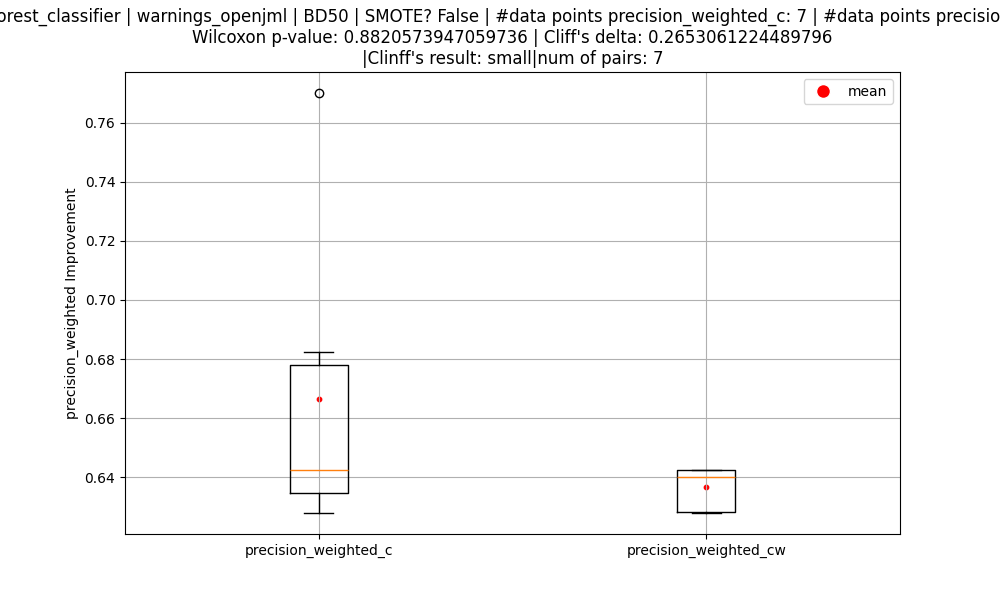 orest_classifier | warnings_openjml | BD50 | SMOTE? False | #data points precision_weighted_c: 7 | #data points precisio
Wilcoxon p-value: 0.8820573947059736 | Cliff's delta: 0.2653061224489796
|Clinff's result: small|num of pairs: 7
mean
precision_weighted Improvement
0.76
0.74
0.72
0.70
0.68
0.66
0.64
precision_weighted_c
precision_weighted_cw